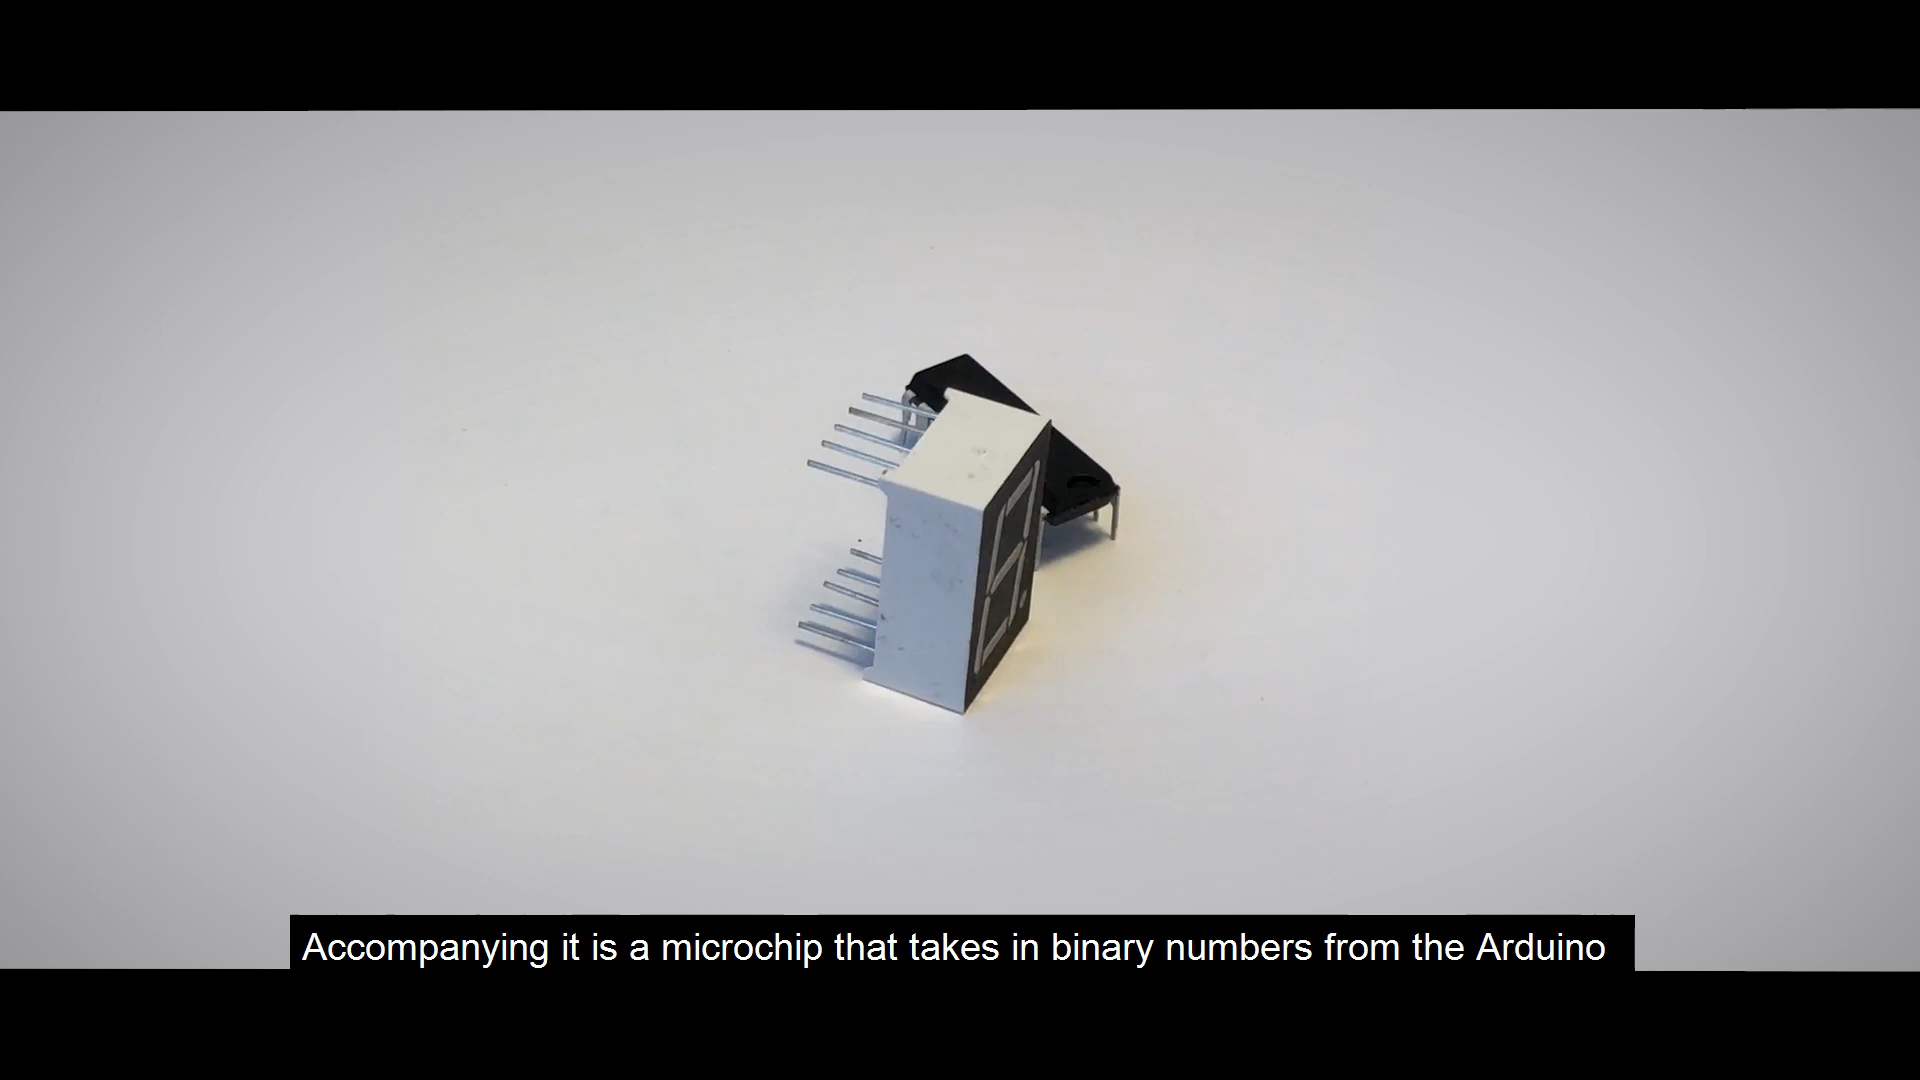 Accompanying it is a microchip that takes in binary numbers from the Arduino